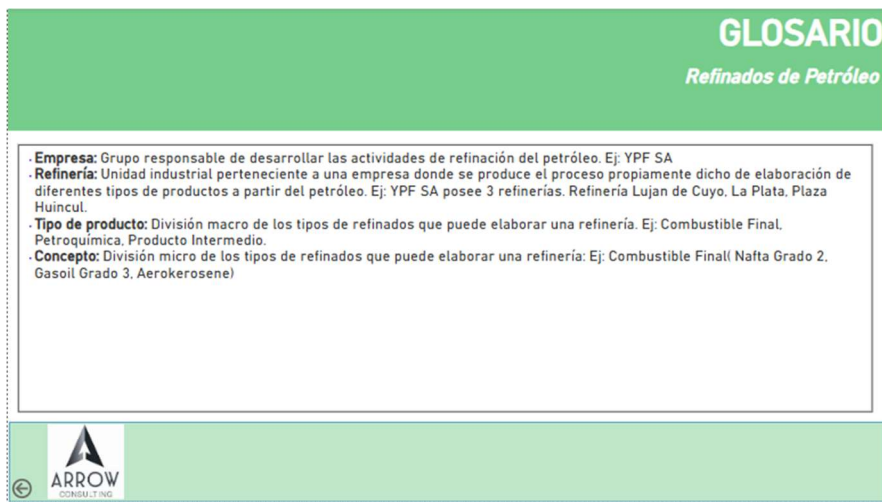 GLOSARIO
Refinados de Petróleo
· Empresa: Grupo responsable de desarrollar las actividades de refinación del petróleo. Ej: YPF SA
· Refinería: Unidad industrial perteneciente a una empresa donde se produce el proceso propiamente dicho de elaboración de
diferentes tipos de productos a partir del petróleo. Ej: YPF SA posee 3 refinerías. Refinería Lujan de Cuyo, La Plata, Plaza
Huincul.
· Tipo de producto: División macro de los tipos de refinados que puede elaborar una refinería. Ej: Combustible Final,
Petroquímica, Producto Intermedio.
· Concepto: División micro de los tipos de refinados que puede elaborar una refinería: Ej: Combustible Final( Nafta Grado 2,
Gasoil Grado 3, Aerokerosene)
ARROW
CONSULTING